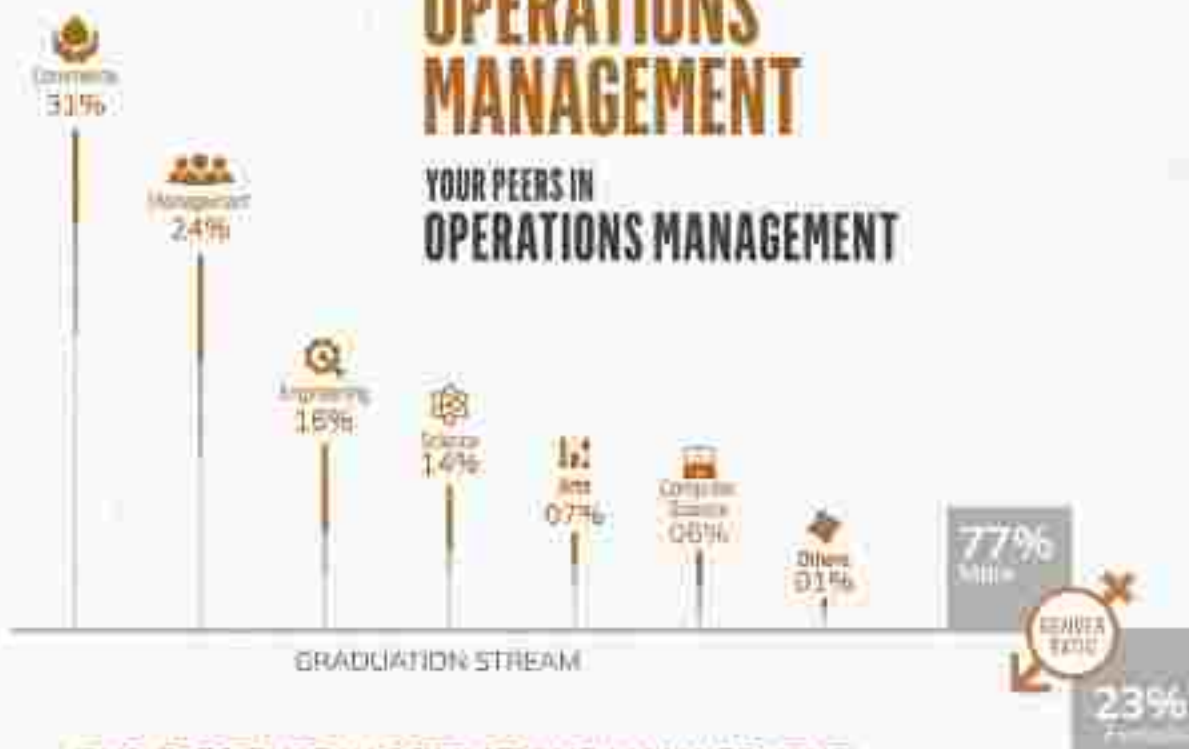 OPERATIONS
MANAGEMENT
YOUR PEERS IN
OPERATIONS MANAGEMENT
Commerce
31%
Management
24%
Engineering
16%
Science
14%
Arts
07%
Computer
Science
06%
Others
01%
GRADUATION STREAM
77%
Male
GENDER
RATIO
23%